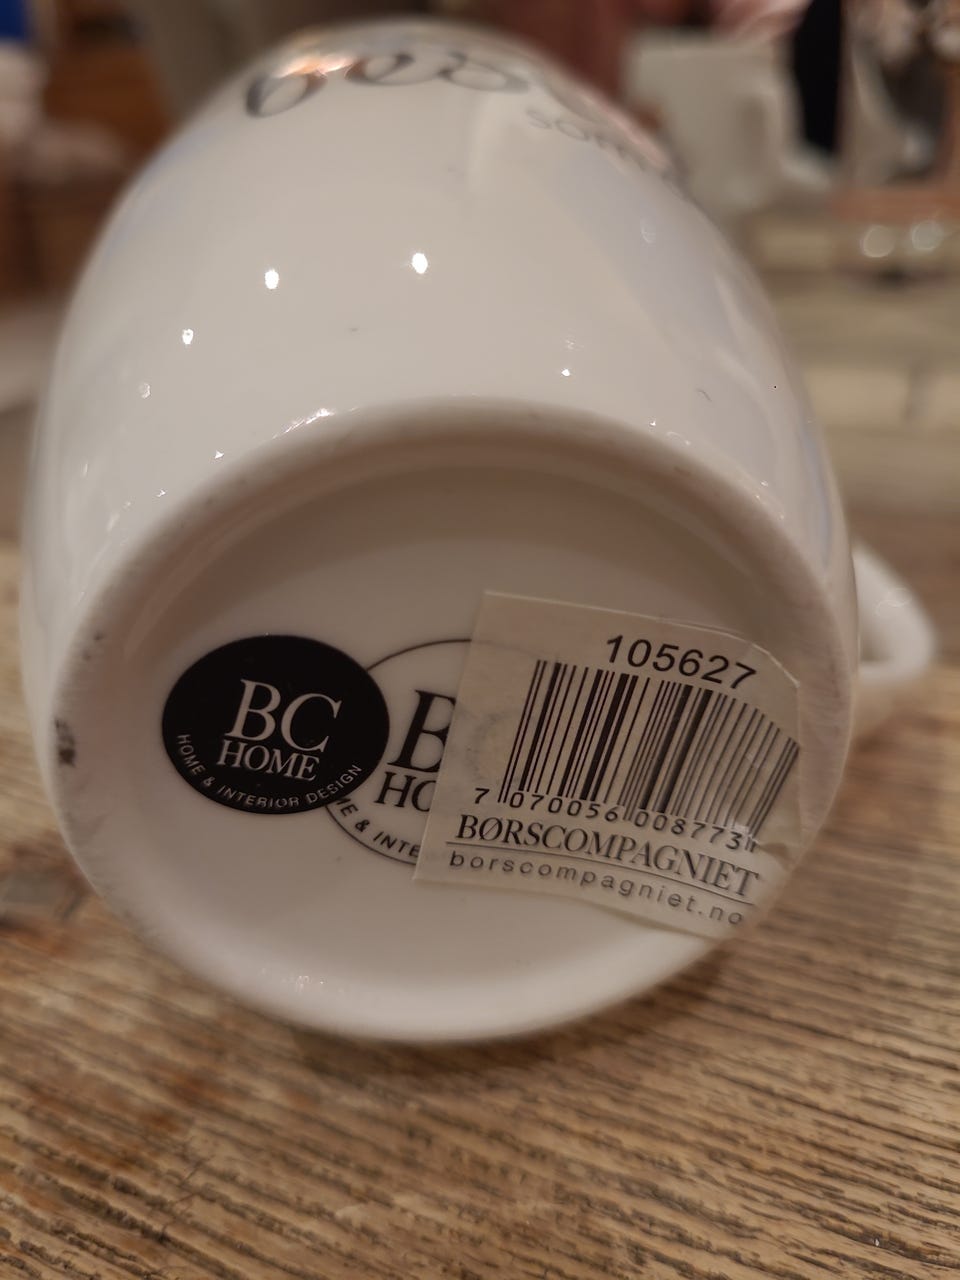 BC
HOME
HOME & INTERIOR DESIGN
105627
7 070056 008773
BØRSCOMPAGNIET
borscompagniet.no